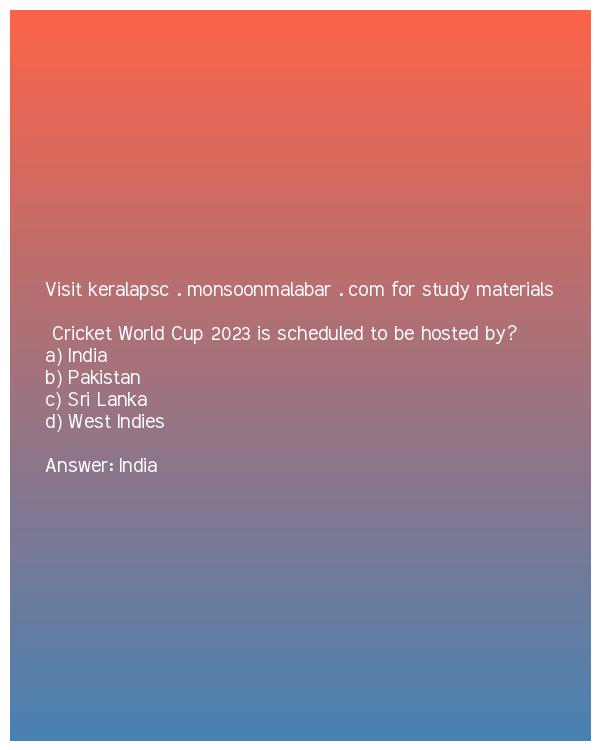 Visit keralapsc . monsoonmalabar . com for study materials
Cricket World Cup 2023 is scheduled to be hosted by?
a) India
b) Pakistan
c) Sri Lanka
d) West Indies
Answer: India